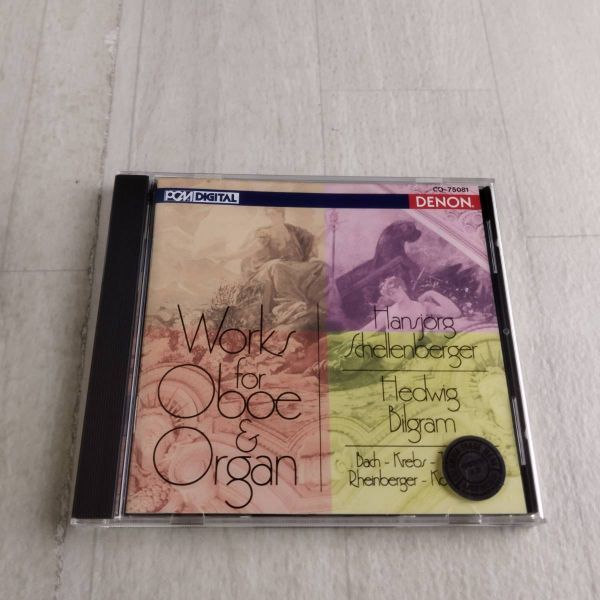 PCM DIGITAL
CO-75081
DENON
Works
for
Oboe
&
Organ
Hansjörg
Schellenberger
Hedwig
Bilgram
Bach - Krebs -
Rheinberger -